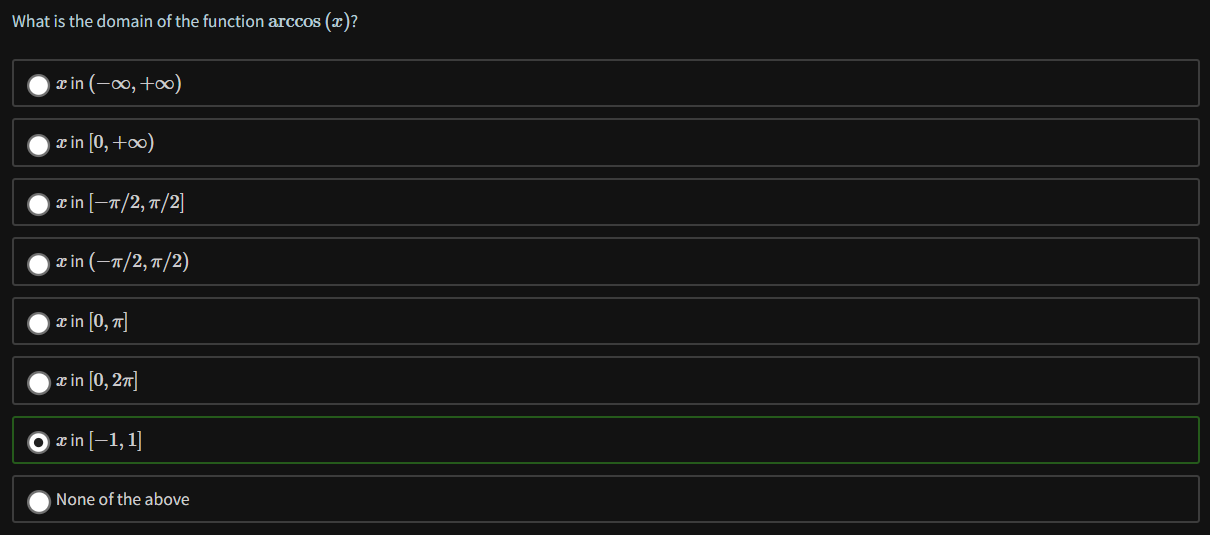 What is the domain of the function arccos (x)?
x in (−∞, +∞)
x in [0, +∞)
x in [−π/2, π/2]
x in (−π/2, π/2)
x in [0, π]
x in [0, 2π]
x in [−1, 1]
None of the above